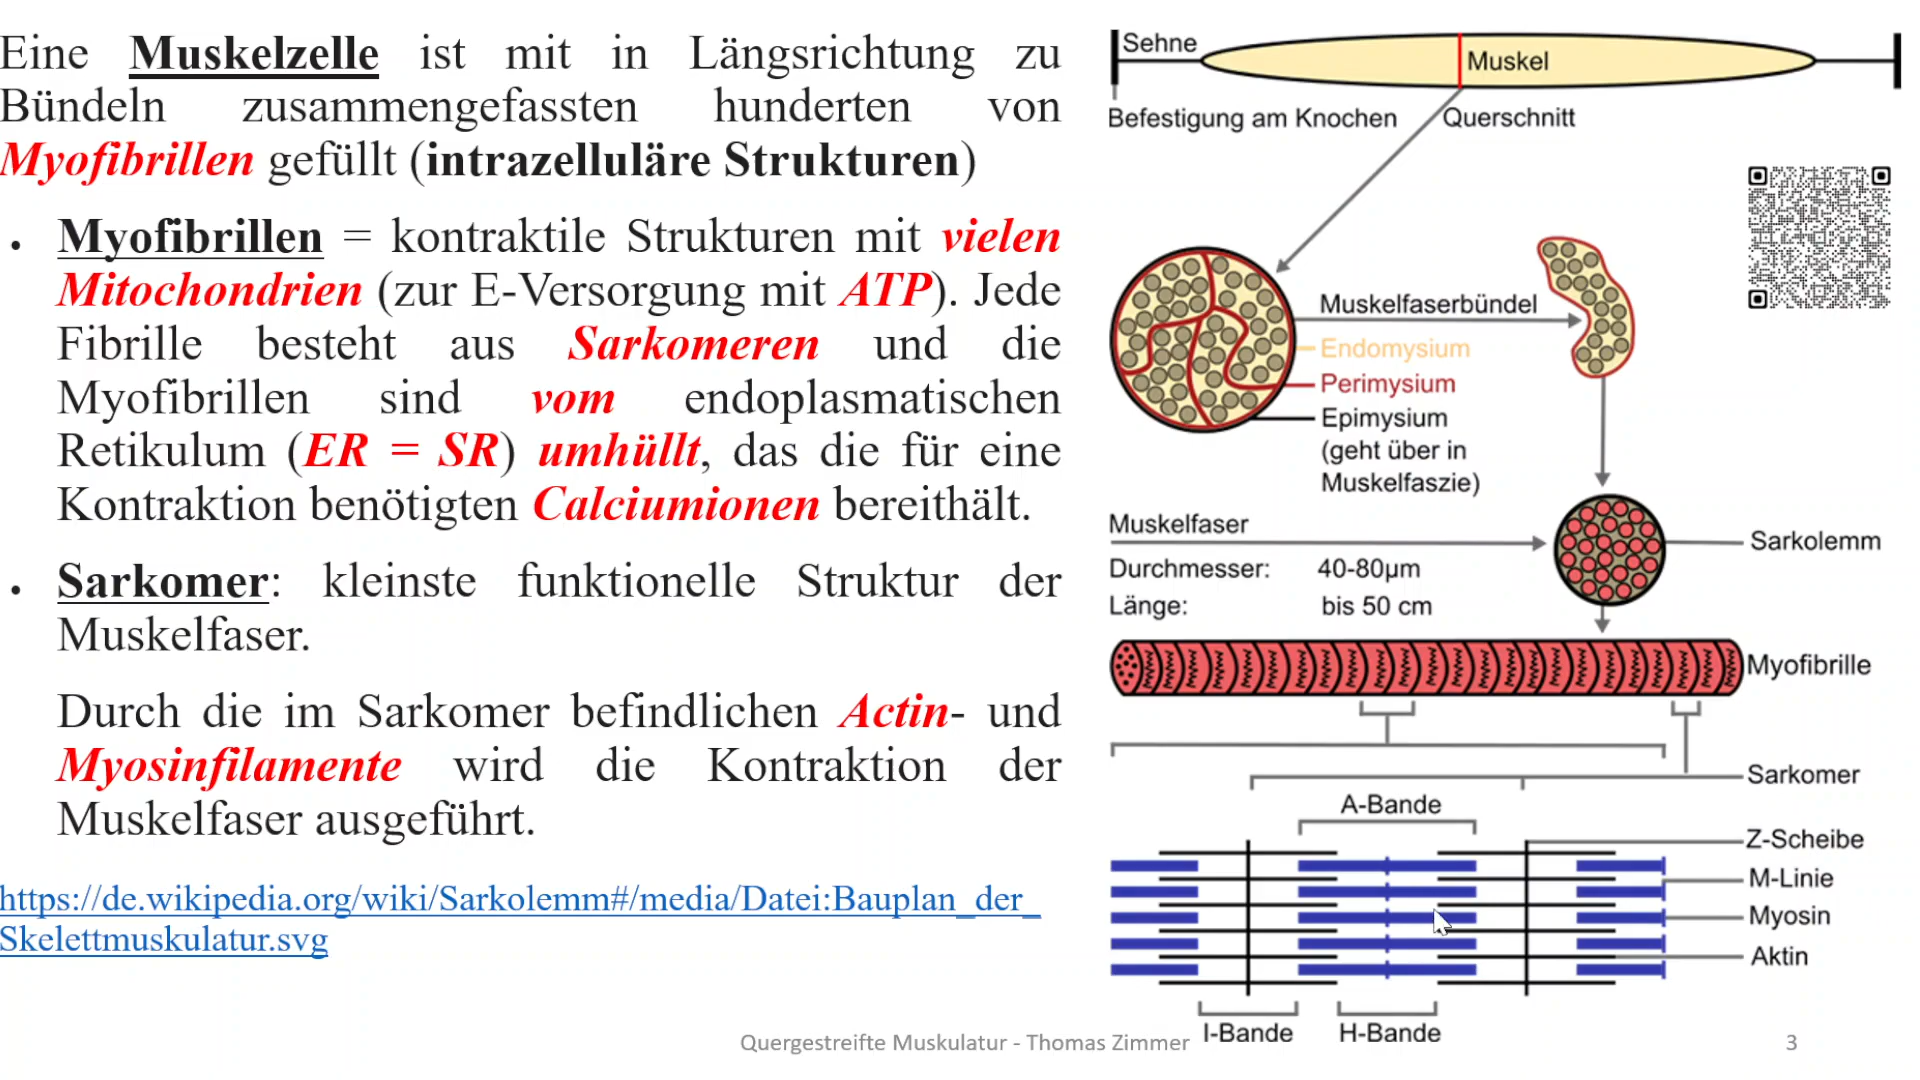 Eine Muskelzelle ist mit in Längsrichtung zu
Bündeln zusammengefassten hunderten von
Myofibrillen gefüllt (intrazelluläre Strukturen)
• Myofibrillen = kontraktile Strukturen mit vielen
Mitochondrien (zur E-Versorgung mit ATP). Jede
Fibrille besteht aus Sarkomeren und die
Myofibrillen sind vom endoplasmatischen
Retikulum (ER = SR) umhüllt, das die für eine
Kontraktion benötigten Calciumionen bereithält.
• Sarkomer: kleinste funktionelle Struktur der
Muskelfaser.
Durch die im Sarkomer befindlichen Actin- und
Myosinfilamente wird die Kontraktion der
Muskelfaser ausgeführt.
https://de.wikipedia.org/wiki/Sarkolemm#/media/Datei:Bauplan_der_
Skelettmuskulatur.svg
Sehne
Muskel
Befestigung am Knochen
Querschnitt
Muskelfaserbündel
Endomysium
Perimysium
Epimysium
(geht über in
Muskelfaszie)
Muskelfaser
Sarkolemm
Durchmesser: 40-80µm
Länge: bis 50 cm
Myofibrille
Sarkomer
A-Bande
Z-Scheibe
M-Linie
Myosin
Aktin
I-Bande
H-Bande
Quergestreifte Muskulatur - Thomas Zimmer
3